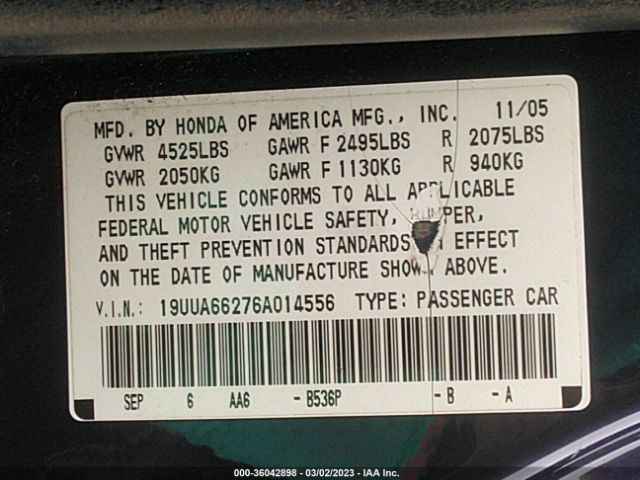 MFD. BY HONDA OF AMERICA MFG., INC. 11/05
GVWR 4525LBS GAWR F 2495LBS R 2075LBS
GVWR 2050KG GAWR F 1130KG R 940KG
THIS VEHICLE CONFORMS TO ALL APPLICABLE
FEDERAL MOTOR VEHICLE SAFETY, BUMPER,
AND THEFT PREVENTION STANDARDS EFFECT
ON THE DATE OF MANUFACTURE SHOWN ABOVE.
V.I.N.: 19UUA66276A014556 TYPE: PASSENGER CAR
SEP 6 AA6 - B536P - B - A
000-36042898 - 03/02/2023 - IAA Inc.